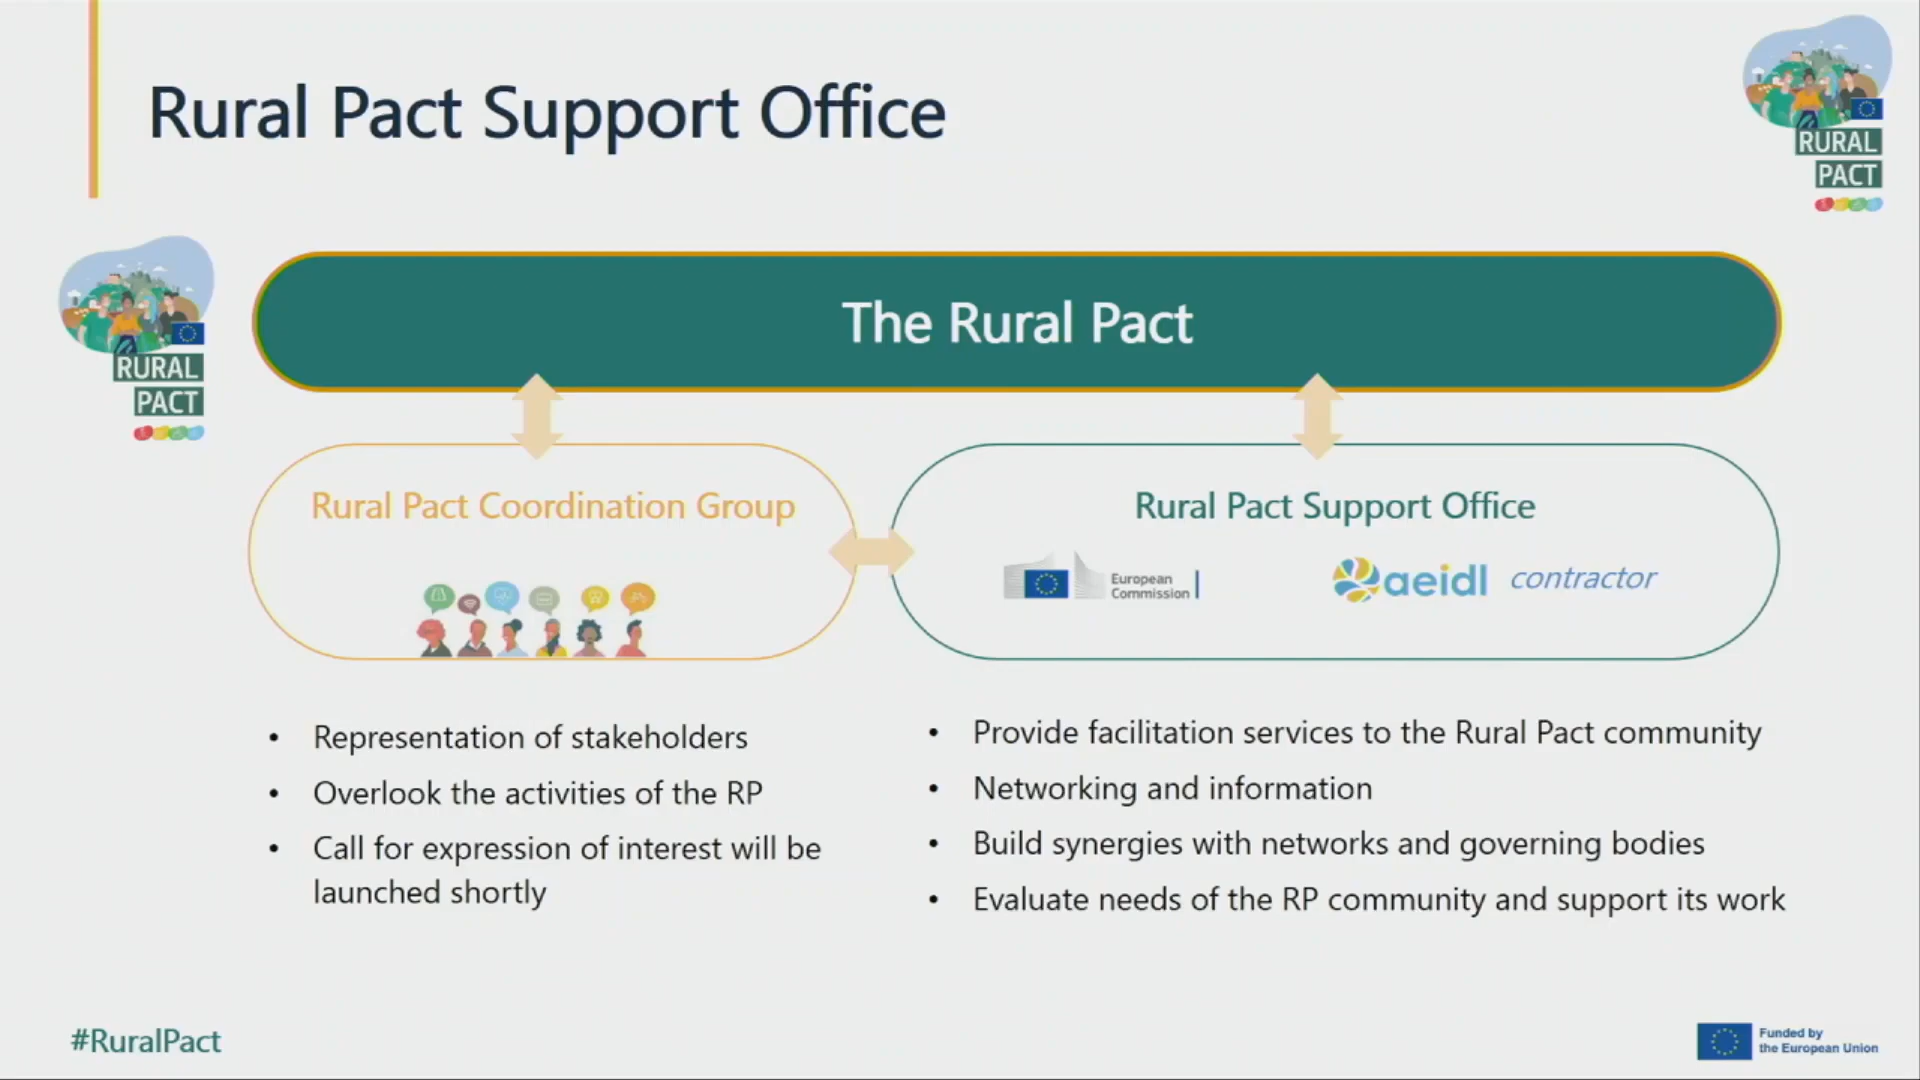 Rural Pact Support Office
RURAL
PACT
RURAL
PACT
The Rural Pact
Rural Pact Coordination Group
Rural Pact Support Office
European
Commission
aeidl contractor
• Representation of stakeholders
• Overlook the activities of the RP
• Call for expression of interest will be
launched shortly
• Provide facilitation services to the Rural Pact community
• Networking and information
• Build synergies with networks and governing bodies
• Evaluate needs of the RP community and support its work
#RuralPact
Funded by
the European Union